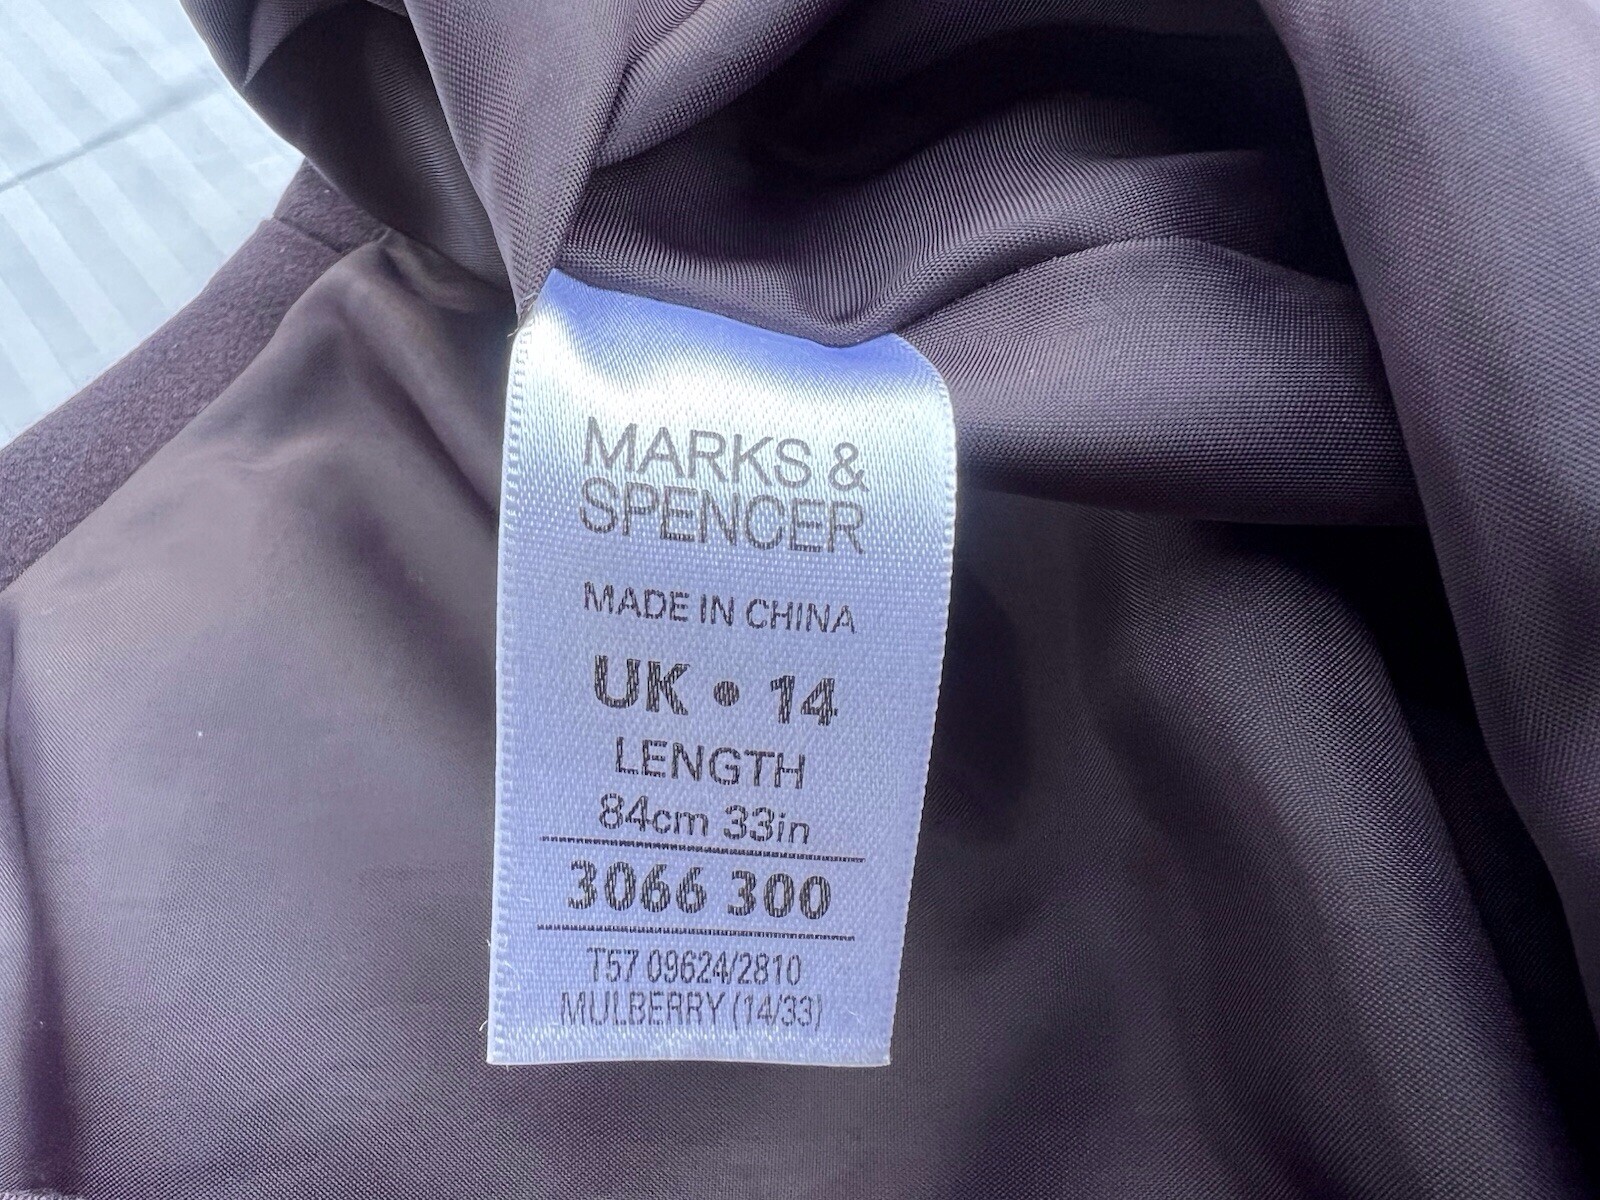 MARKS &
SPENCER
MADE IN CHINA
UK • 14
LENGTH
84cm 33in
3066 300
T57 09624/2810
MULBERRY (14/33)